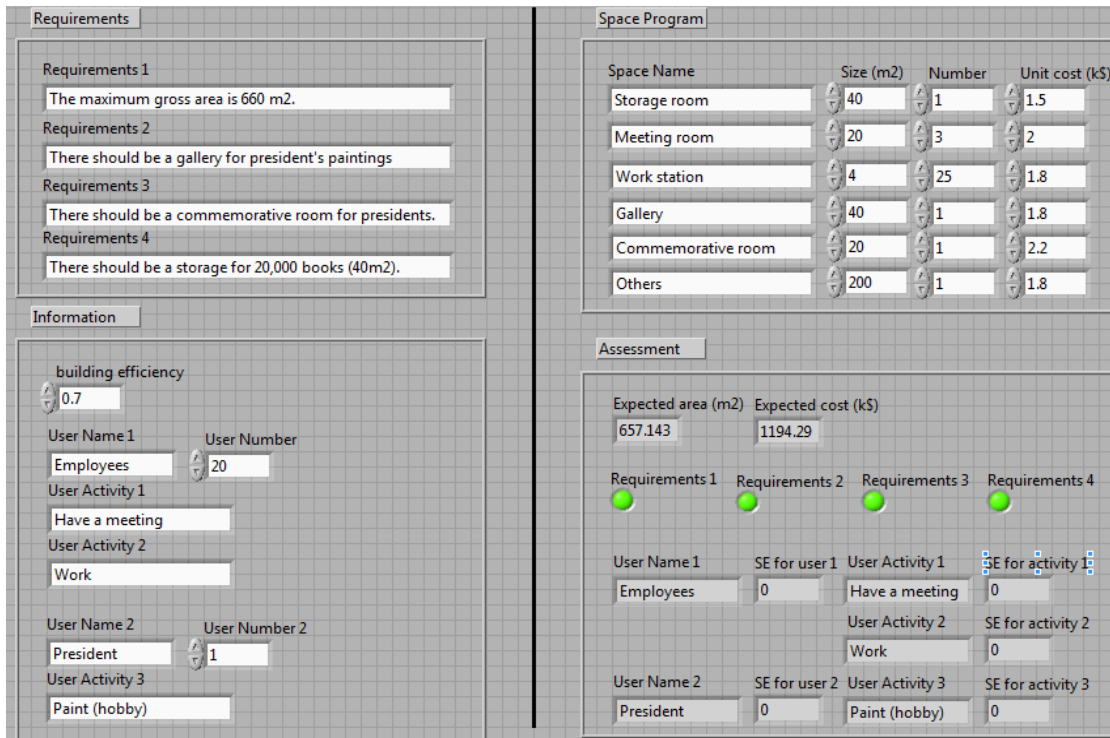 Requirements
Requirements 1
The maximum gross area is 660 m2.
Requirements 2
There should be a gallery for president's paintings
Requirements 3
There should be a commemorative room for presidents.
Requirements 4
There should be a storage for 20,000 books (40m2).
Information
building efficiency
0.7
User Name 1 User Number
Employees 20
User Activity 1
Have a meeting
User Activity 2
Work
User Name 2 User Number 2
President 1
User Activity 3
Paint (hobby)
Space Program
Space Name Size (m2) Number Unit cost (k$)
Storage room 40 1 1.5
Meeting room 20 3 2
Work station 4 25 1.8
Gallery 40 1 1.8
Commemorative room 20 1 2.2
Others 200 1 1.8
Assessment
Expected area (m2) Expected cost (k$)
657.143 1194.29
Requirements 1 Requirements 2 Requirements 3 Requirements 4
User Name 1 SE for user 1 User Activity 1 SE for activity 1
Employees 0 Have a meeting 0
User Activity 2 SE for activity 2
Work 0
User Name 2 SE for user 2 User Activity 3 SE for activity 3
President 0 Paint (hobby) 0